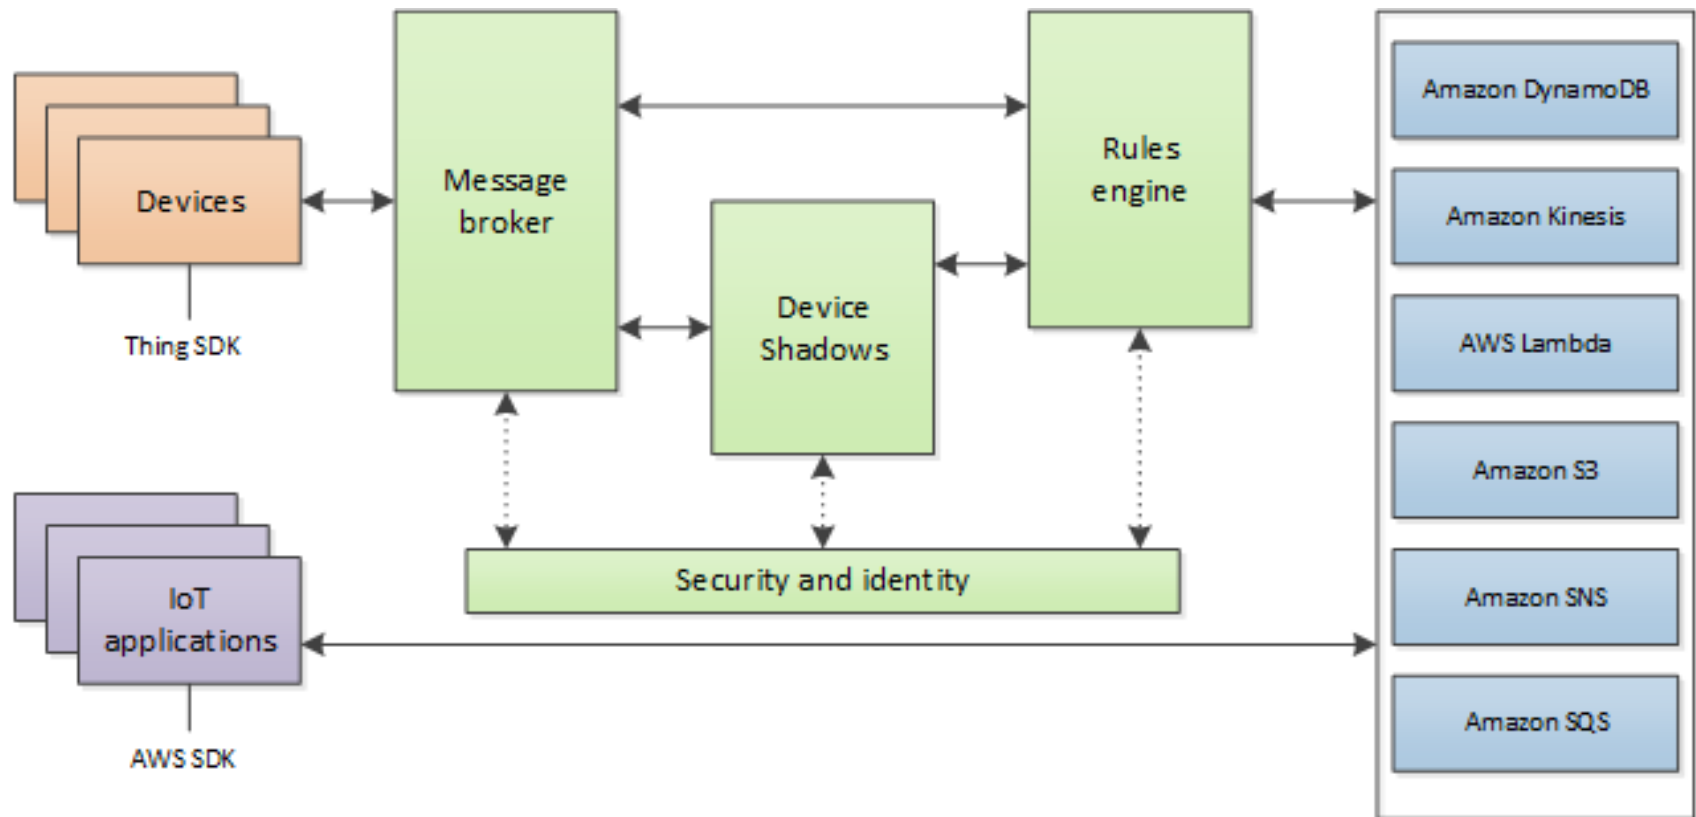 Devices
Thing SDK
Message
broker
Device
Shadows
Rules
engine
Security and identity
IoT
applications
AWS SDK
Amazon DynamoDB
Amazon Kinesis
AWS Lambda
Amazon S3
Amazon SNS
Amazon SQS